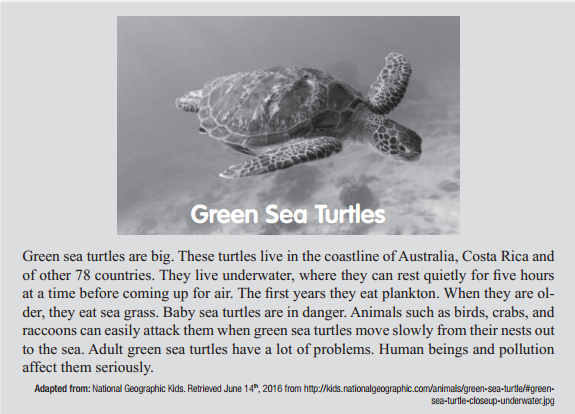 Green Sea Turtles
Green sea turtles are big. These turtles live in the coastline of Australia, Costa Rica and
of other 78 countries. They live underwater, where they can rest quietly for five hours
at a time before coming up for air. The first years they eat plankton. When they are ol-
der, they eat sea grass. Baby sea turtles are in danger. Animals such as birds, crabs, and
raccoons can easily attack them when green sea turtles move slowly from their nests out
to the sea. Adult green sea turtles have a lot of problems. Human beings and pollution
affect them seriously.
Adapted from: National Geographic Kids. Retrieved June 14th, 2016 from http://kids.nationalgeographic.com/animals/green-sea-turtle/#green-
sea-turtle-closeup-underwater.jpg